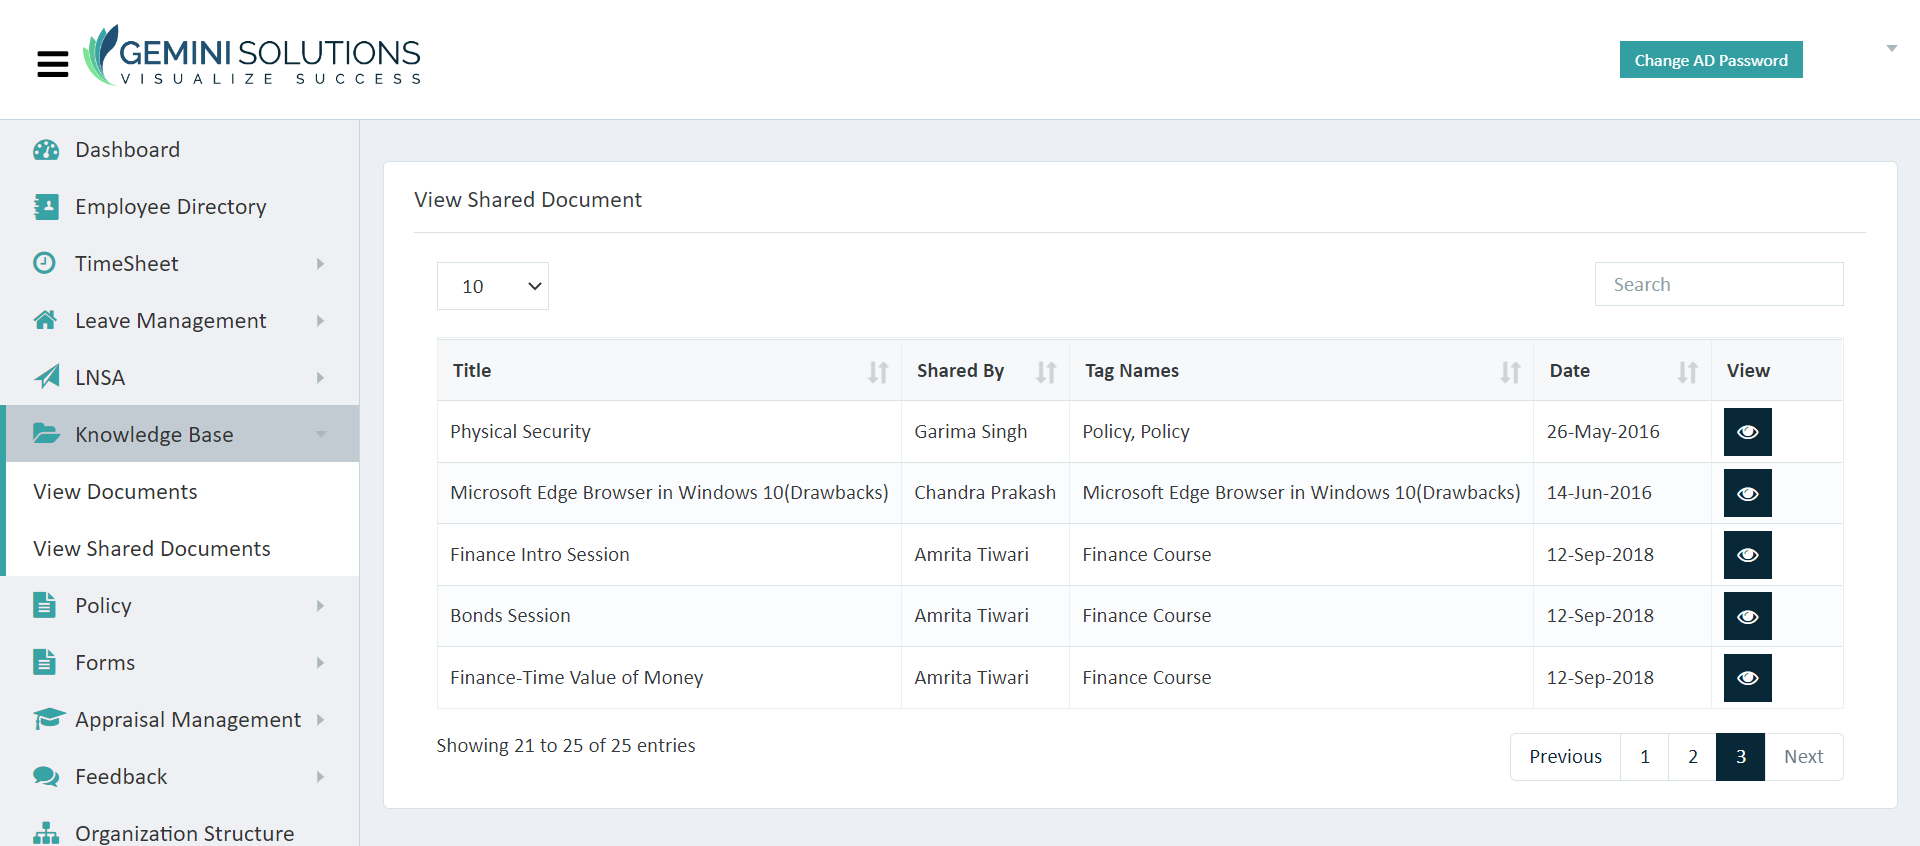 GEMINI SOLUTIONS
VISUALIZE SUCCESS
Change AD Password
Dashboard
Employee Directory
TimeSheet
Leave Management
LNSA
Knowledge Base
View Documents
View Shared Documents
Policy
Forms
Appraisal Management
Feedback
Organization Structure
View Shared Document
10
Search
Title Shared By Tag Names Date View
Physical Security Garima Singh Policy, Policy 26-May-2016
Microsoft Edge Browser in Windows 10(Drawbacks) Chandra Prakash Microsoft Edge Browser in Windows 10(Drawbacks) 14-Jun-2016
Finance Intro Session Amrita Tiwari Finance Course 12-Sep-2018
Bonds Session Amrita Tiwari Finance Course 12-Sep-2018
Finance-Time Value of Money Amrita Tiwari Finance Course 12-Sep-2018
Showing 21 to 25 of 25 entries
Previous 1 2 3 Next